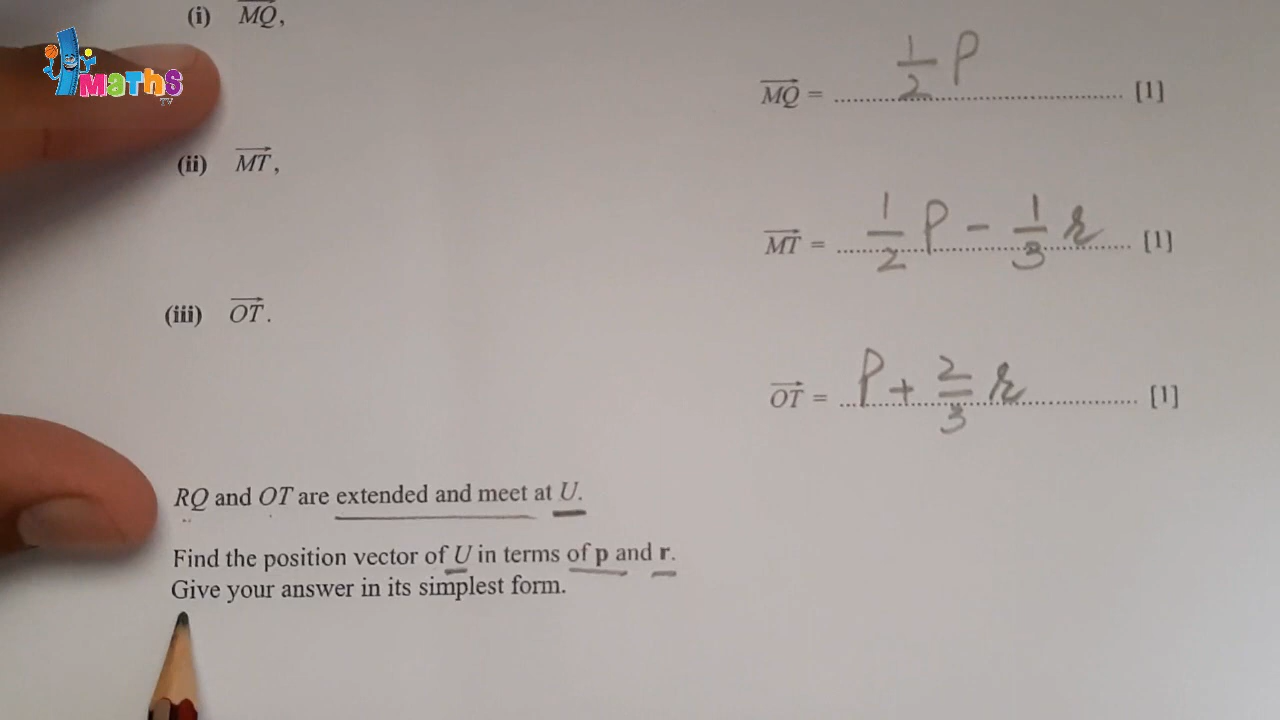 (i) MQ,
1 MATHS TV
MQ = 1/2 P [1]
(ii) MT,
MT = 1/2 P - 1/3 r [1]
(iii) OT.
OT = P + 2/3 r [1]
RQ and OT are extended and meet at U.
Find the position vector of U in terms of p and r.
Give your answer in its simplest form.